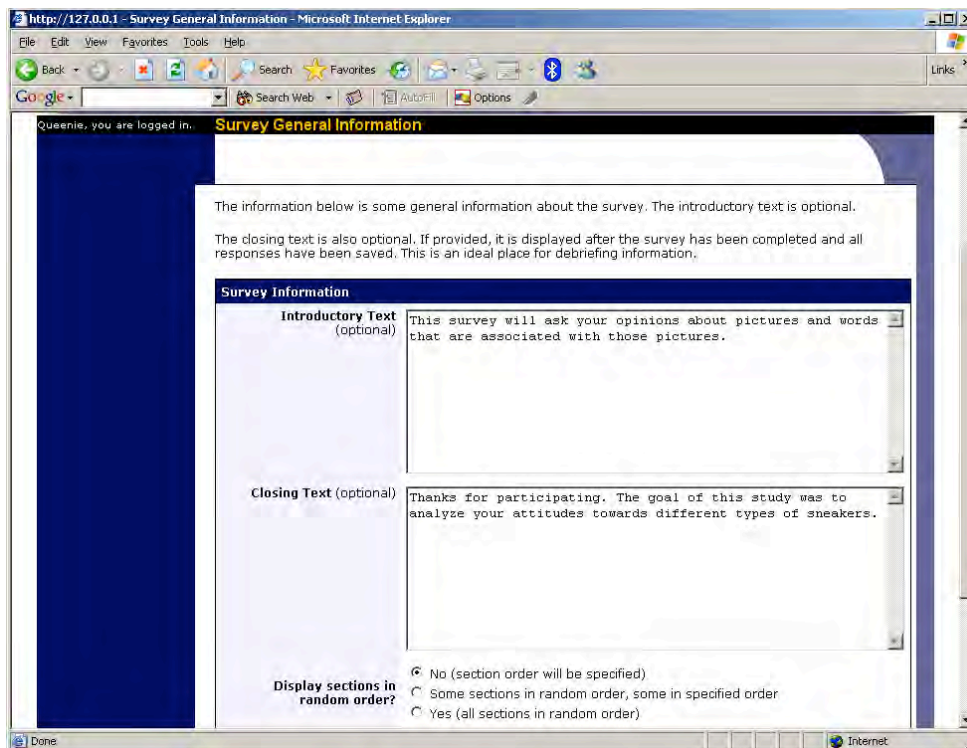 http://127.0.0.1 - Survey General Information - Microsoft Internet Explorer
File Edit View Favorites Tools Help
Back Search Favorites Links
Google Search Web AutoFill Options
Queenie, you are logged in. Survey General Information
The information below is some general information about the survey. The introductory text is optional.
The closing text is also optional. If provided, it is displayed after the survey has been completed and all
responses have been saved. This is an ideal place for debriefing information.
Survey Information
Introductory Text
(optional)
This survey will ask your opinions about pictures and words
that are associated with those pictures.
Closing Text (optional)
Thanks for participating. The goal of this study was to
analyze your attitudes towards different types of sneakers.
Display sections in
random order?
No (section order will be specified)
Some sections in random order, some in specified order
Yes (all sections in random order)
Done Internet